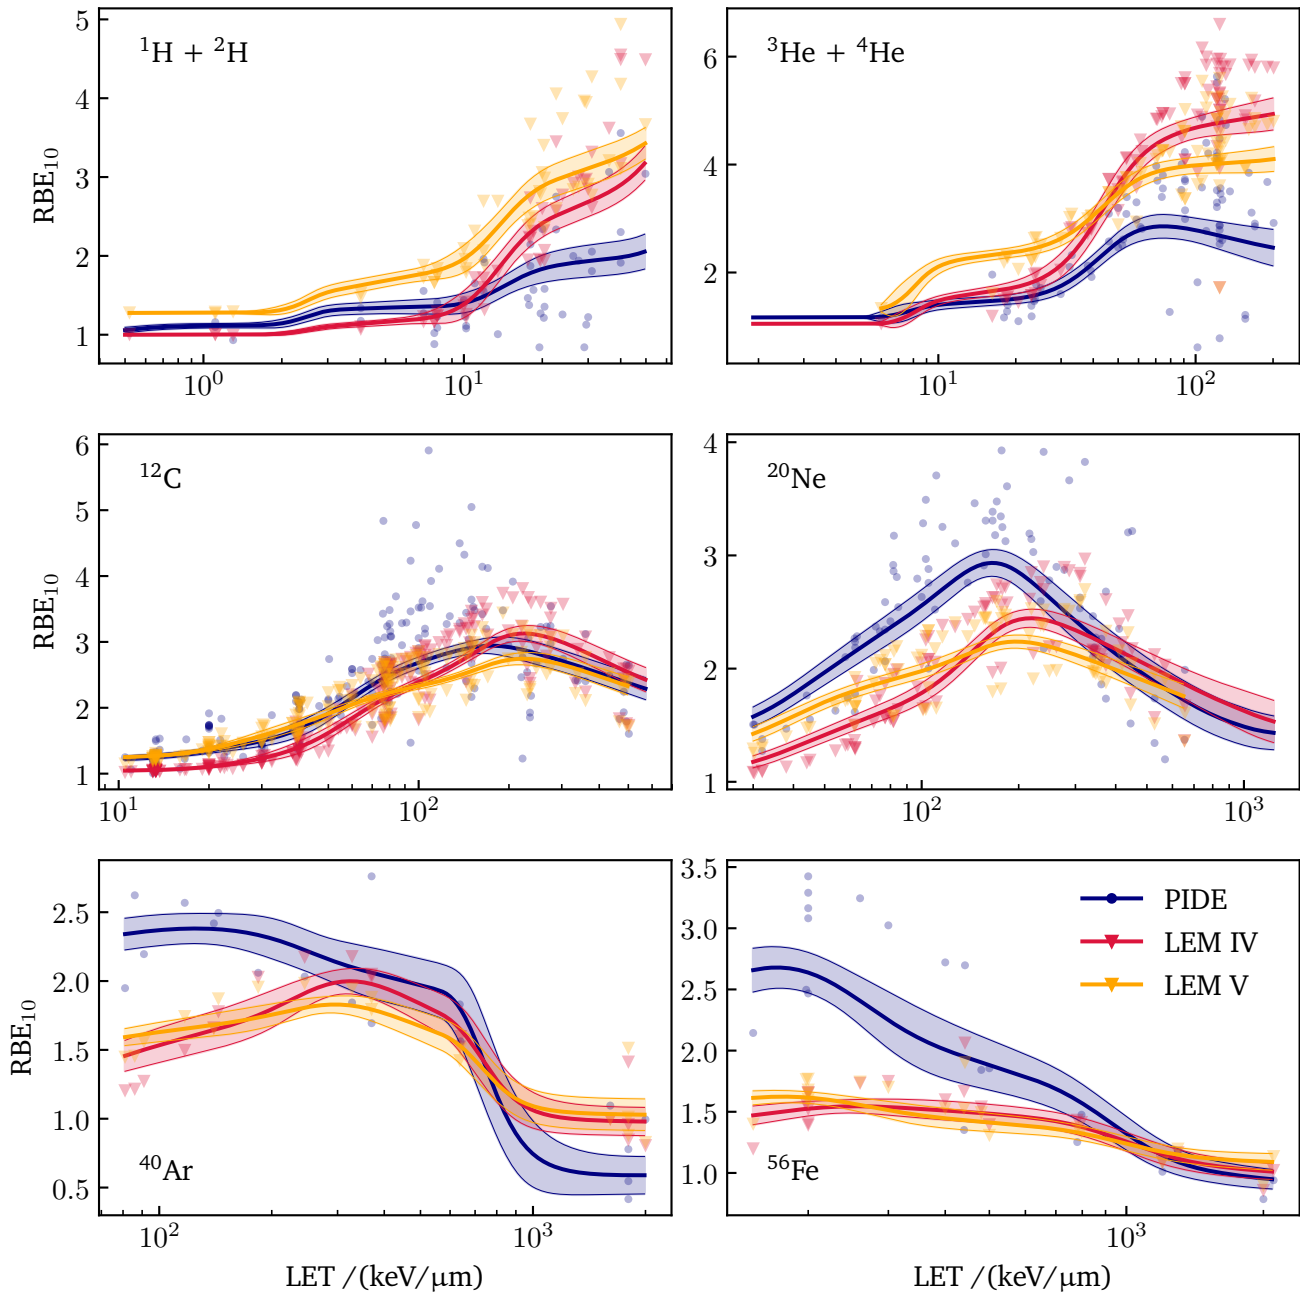 ¹H + ²H
5
4
3
2
1
RBE₁₀
10⁰
10¹
³He + ⁴He
6
4
2
10¹
10²
¹²C
6
5
4
3
2
1
RBE₁₀
10¹
10²
²⁰Ne
4
3
2
1
10²
10³
⁴⁰Ar
2.5
2.0
1.5
1.0
0.5
RBE₁₀
10²
10³
LET /(keV/μm)
⁵⁶Fe
3.5
3.0
2.5
2.0
1.5
1.0
PIDE
LEM IV
LEM V
10³
LET /(keV/μm)